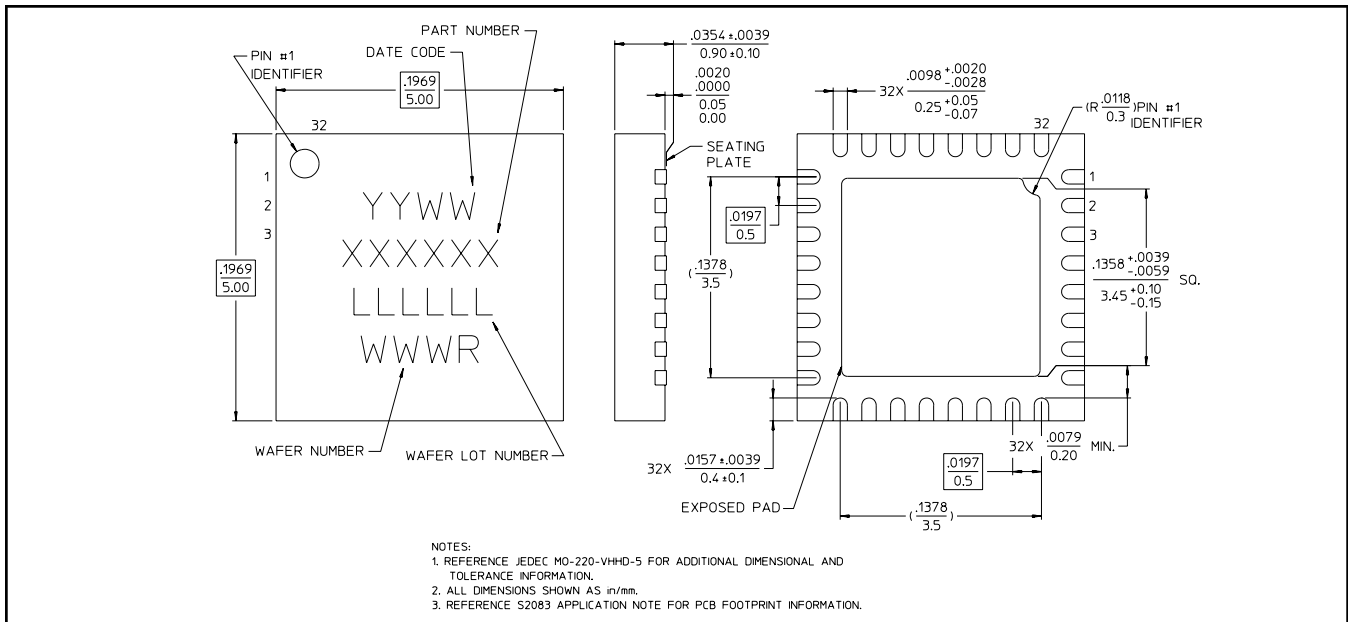 PART NUMBER
DATE CODE
PIN #1
IDENTIFIER
.1969
5.00
32
1
2
3
.1969
5.00
YYWW
XXXXXX
LLLLLL
WWWR
WAFER NUMBER
WAFER LOT NUMBER
.0354 ±.0039
0.90 ±0.10
.0020
.0000
0.05
0.00
SEATING
PLATE
32X .0098 +.0020 -.0028
0.25 +0.05 -0.07
(R .0118 / 0.3) PIN #1
IDENTIFIER
32
1
2
3
.0197
0.5
(.1378 / 3.5)
.1358 +.0039 -.0059
3.45 +0.10 -0.15
SQ.
32X .0157 ±.0039
0.4 ±0.1
32X .0079 MIN.
0.20
.0197
0.5
EXPOSED PAD
(.1378 / 3.5)
NOTES:
1. REFERENCE JEDEC MO-220-VHHD-5 FOR ADDITIONAL DIMENSIONAL AND
TOLERANCE INFORMATION.
2. ALL DIMENSIONS SHOWN AS in/mm.
3. REFERENCE S2083 APPLICATION NOTE FOR PCB FOOTPRINT INFORMATION.